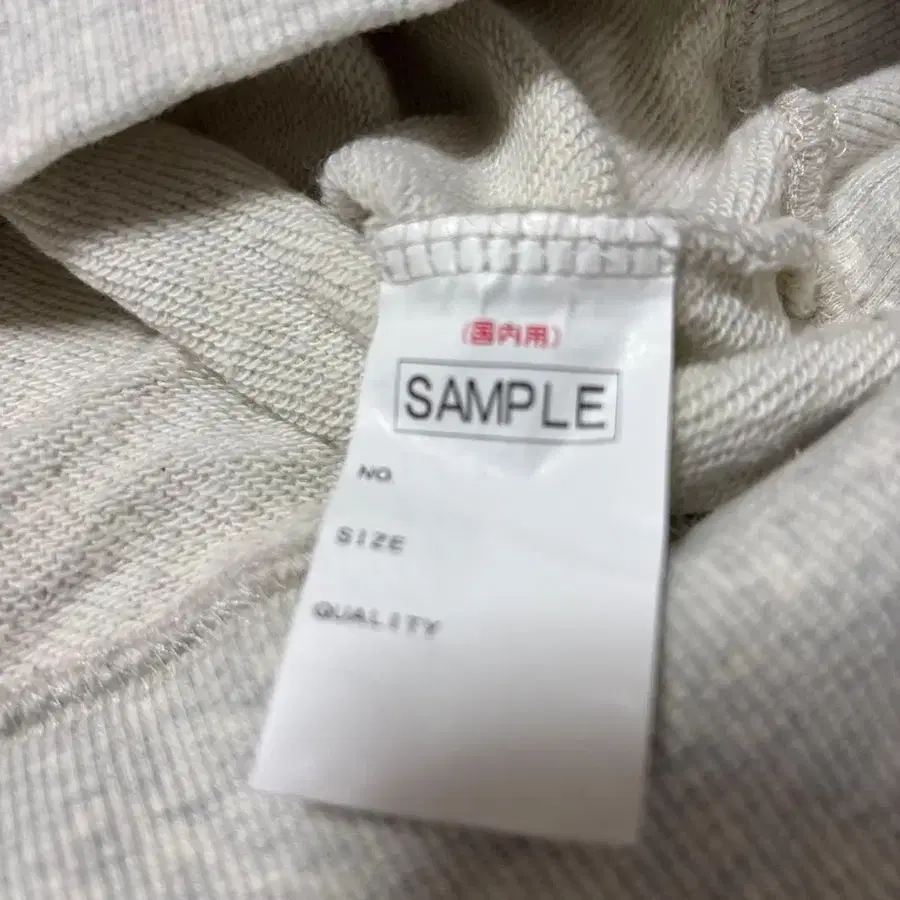 (国内用)
SAMPLE
NO.
SIZE
QUALITY